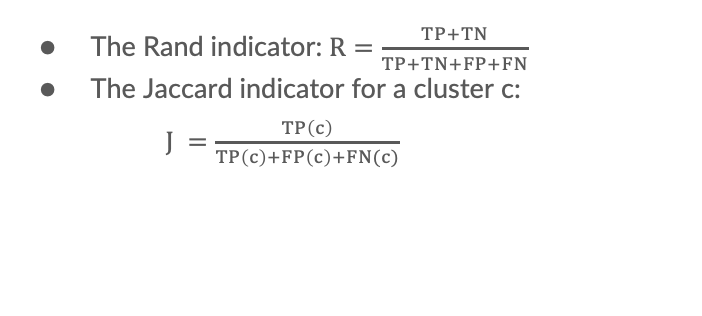 ● The Rand indicator: R = TP+TN / TP+TN+FP+FN
● The Jaccard indicator for a cluster c:
J = TP(c) / TP(c)+FP(c)+FN(c)